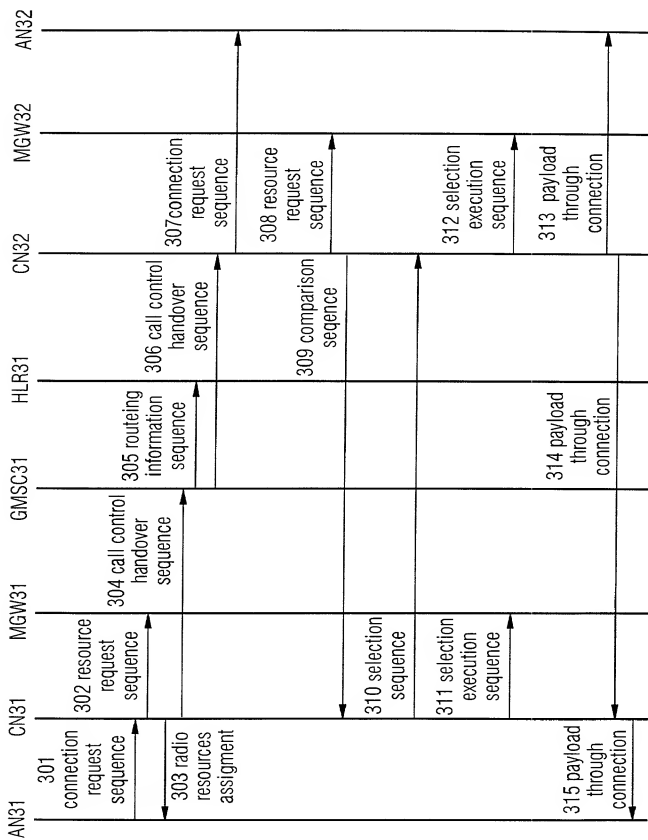 AN31
CN31
MGW31
GMSC31
HLR31
CN32
MGW32
AN32
301
connection
request
sequence
302 resource
request
sequence
303 radio
resources
assigment
304 call control
handover
sequence
305 routeing
information
sequence
306 call control
handover
sequence
307connection
request
sequence
308 resource
request
sequence
309 comparison
seqence
310 selection
sequence
311 selection
execution
sequence
312 selection
execution
sequence
313 payload
through
connection
314 payload
through
connection
315 payload
through
connection